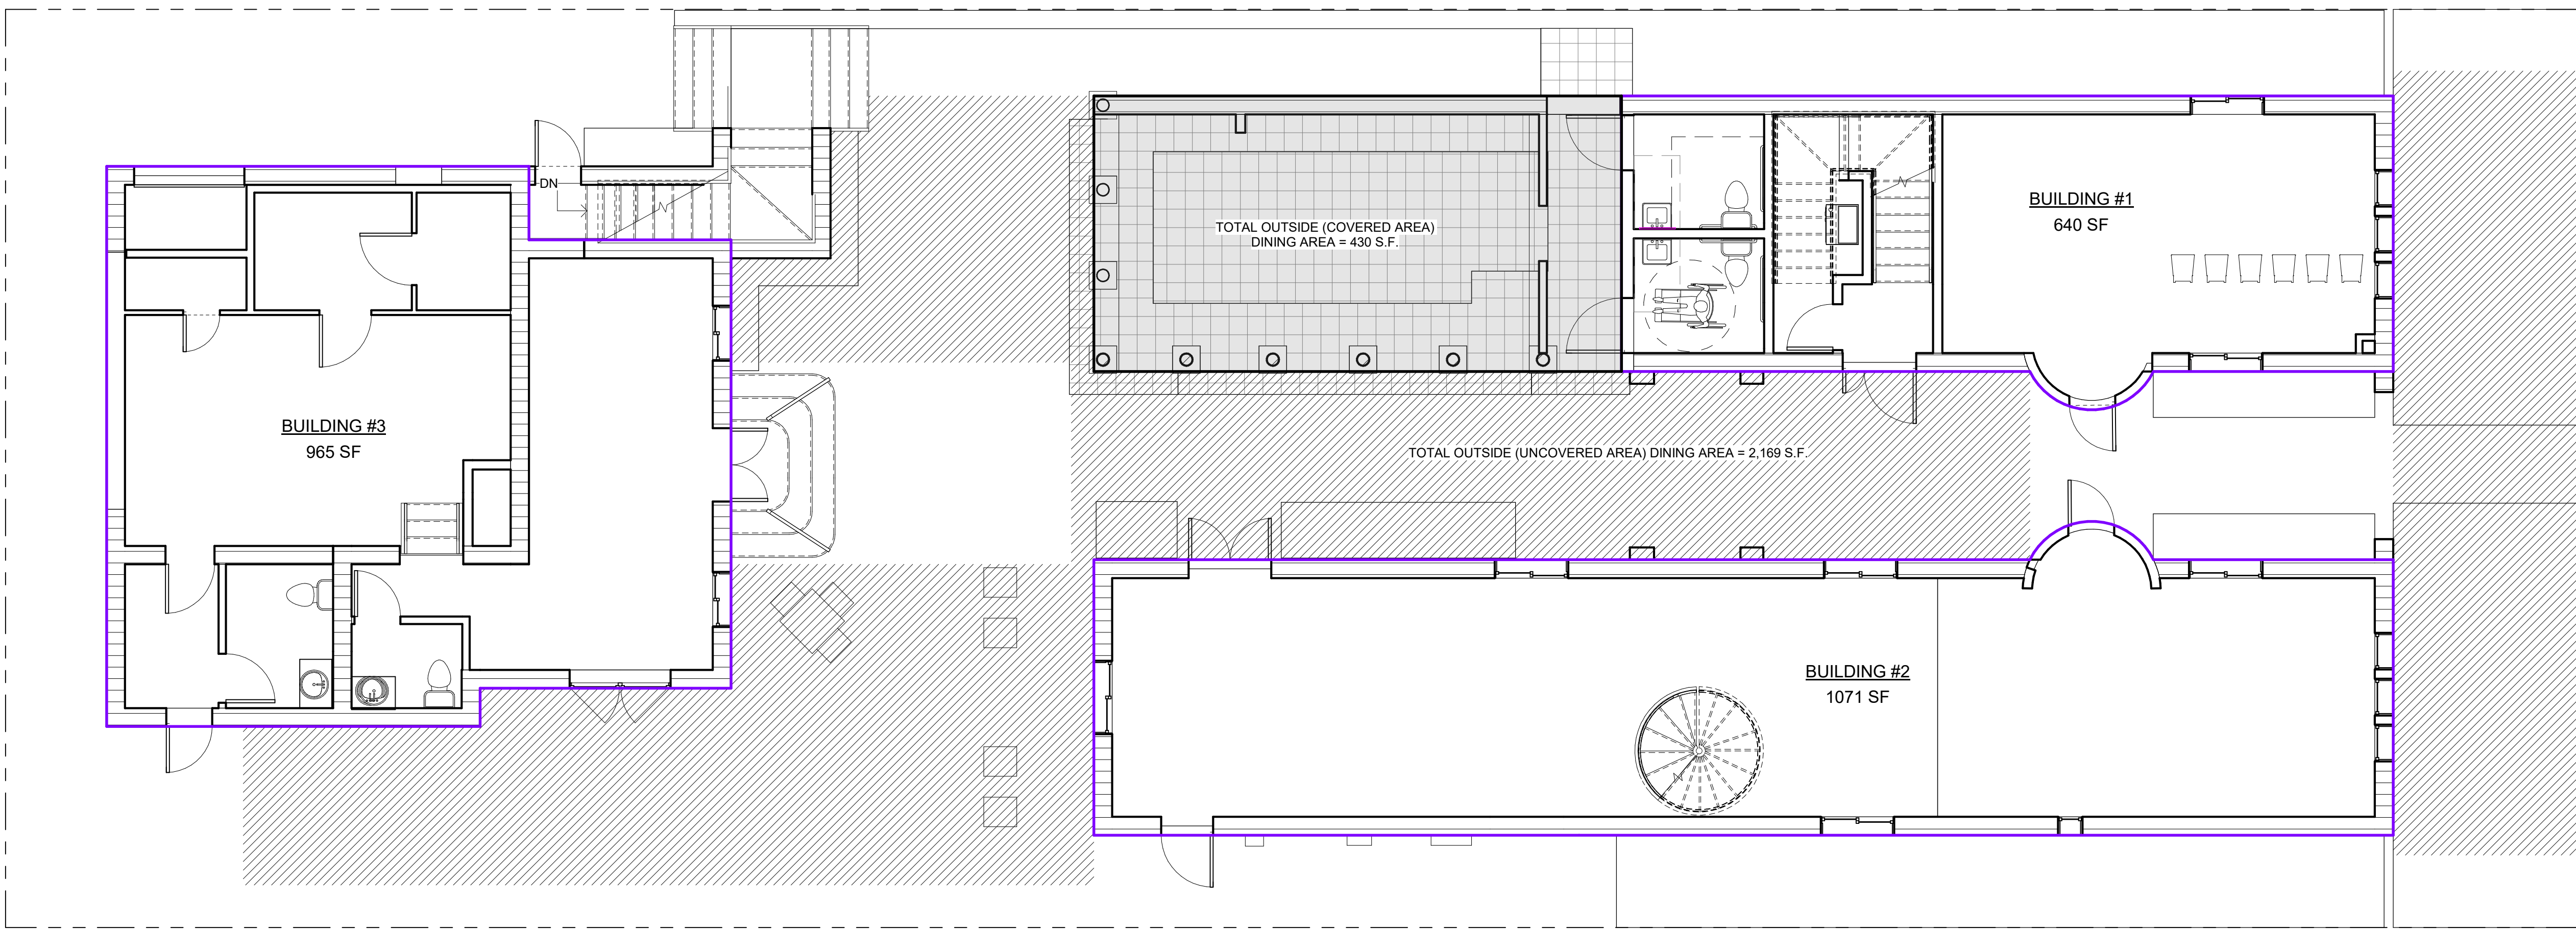 DN
TOTAL OUTSIDE (COVERED AREA)
DINING AREA = 430 S.F.
BUILDING #1
640 SF
BUILDING #3
965 SF
TOTAL OUTSIDE (UNCOVERED AREA) DINING AREA = 2,169 S.F.
BUILDING #2
1071 SF